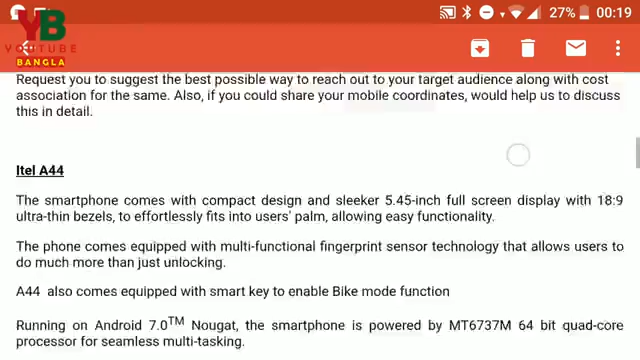 YB
YOUTUBE
BANGLA
27% 00:19
Request you to suggest the best possible way to reach out to your target audience along with cost
association for the same. Also, if you could share your mobile coordinates, would help us to discuss
this in detail.
Itel A44
The smartphone comes with compact design and sleeker 5.45-inch full screen display with 18:9
ultra-thin bezels, to effortlessly fits into users' palm, allowing easy functionality.
The phone comes equipped with multi-functional fingerprint sensor technology that allows users to
do much more than just unlocking.
A44 also comes equipped with smart key to enable Bike mode function
Running on Android 7.0TM Nougat, the smartphone is powered by MT6737M 64 bit quad-core
processor for seamless multi-tasking.